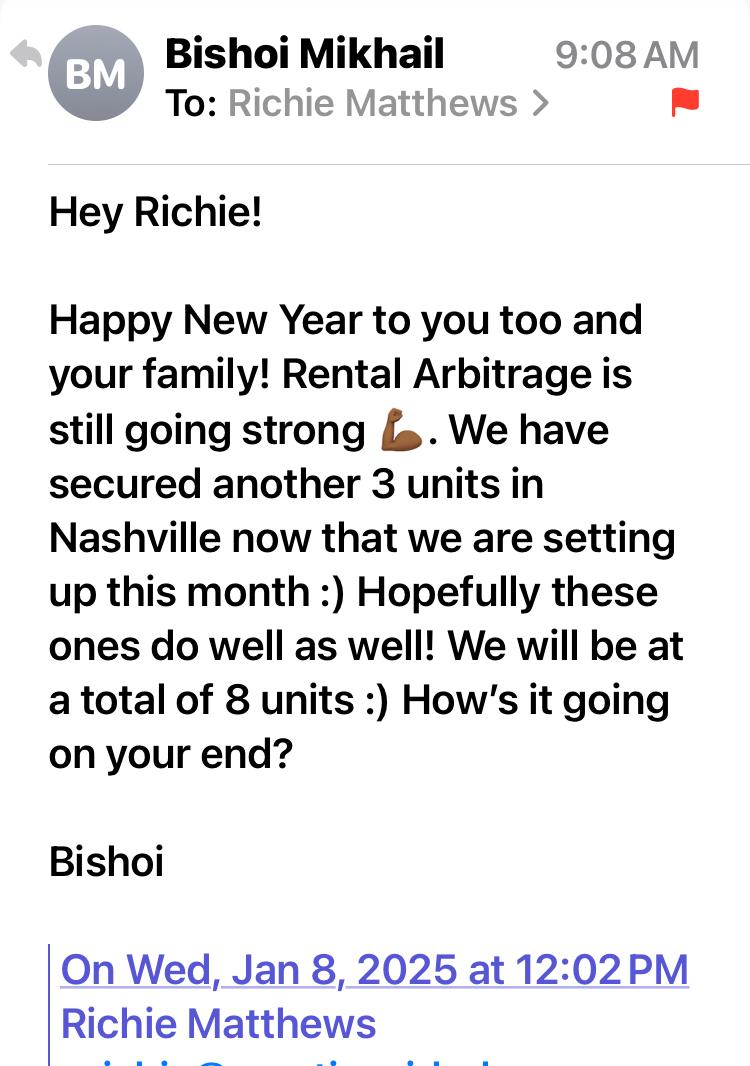 BM
Bishoi Mikhail 9:08 AM
To: Richie Matthews >
Hey Richie!
Happy New Year to you too and
your family! Rental Arbitrage is
still going strong 💪🏾. We have
secured another 3 units in
Nashville now that we are setting
up this month :) Hopefully these
ones do well as well! We will be at
a total of 8 units :) How’s it going
on your end?
Bishoi
On Wed, Jan 8, 2025 at 12:02 PM
Richie Matthews